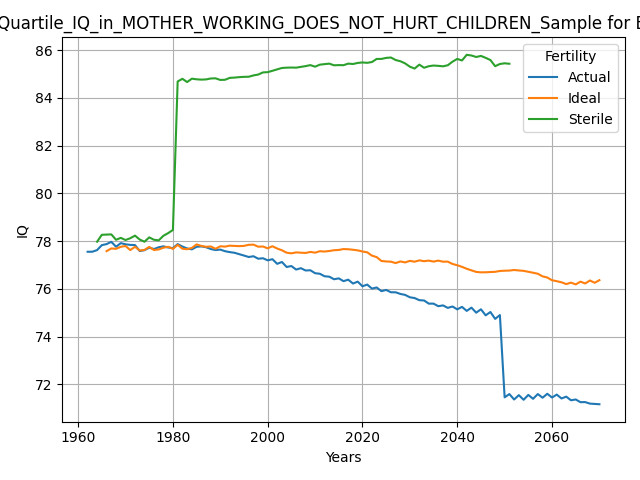 Quartile_IQ_in_MOTHER_WORKING_DOES_NOT_HURT_CHILDREN_Sample for
Fertility
Actual
Ideal
Sterile
IQ
86
84
82
80
78
76
74
72
1960
1980
2000
2020
2040
2060
Years